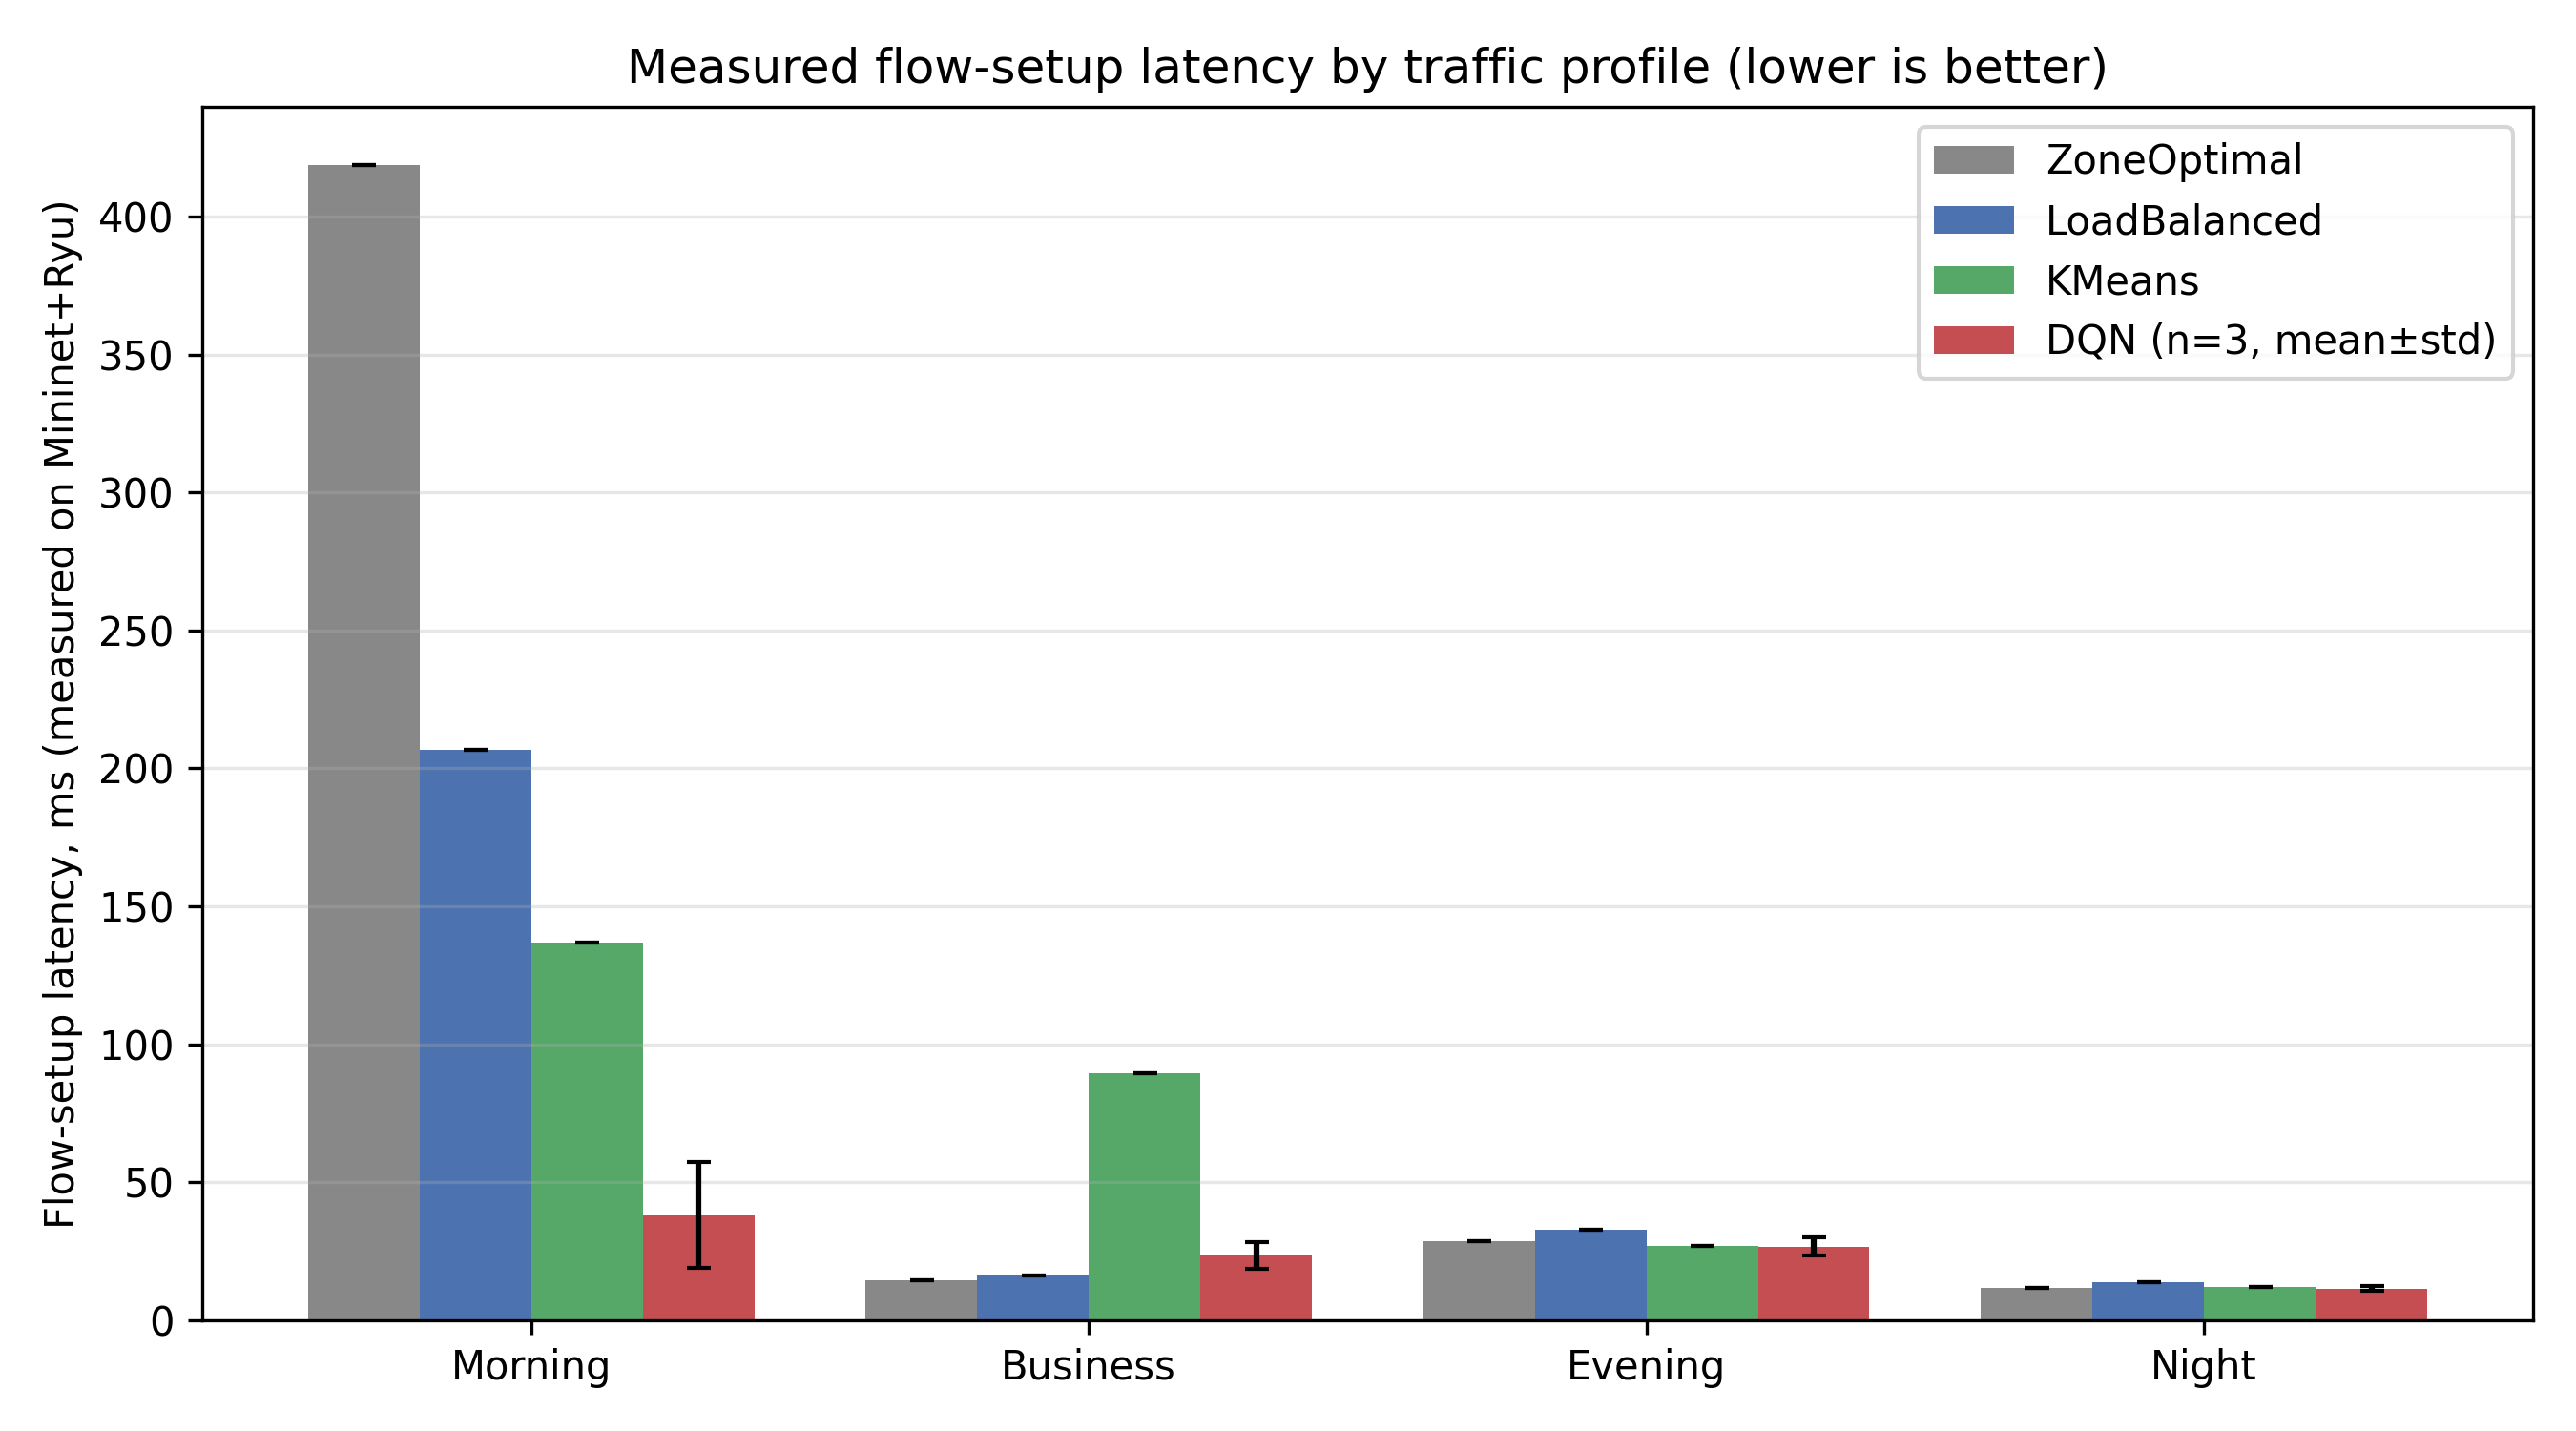 Measured flow-setup latency by traffic profile (lower is better)
Flow-setup latency, ms (measured on Mininet+Ryu)
400
350
300
250
200
150
100
50
0
ZoneOptimal
LoadBalanced
KMeans
DQN (n=3, mean±std)
Morning
Business
Evening
Night